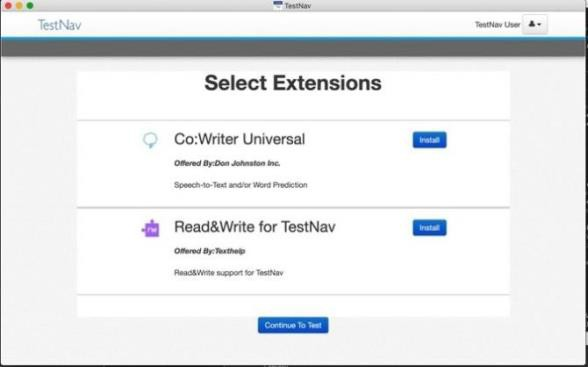 TestNav
TestNav
TestNav User
Select Extensions
Co:Writer Universal
Install
Offered By:Don Johnston Inc.
Speech-to-Text and/or Word Prediction
rw
Read&Write for TestNav
Install
Offered By:Texthelp
Read&Write support for TestNav
Continue To Test